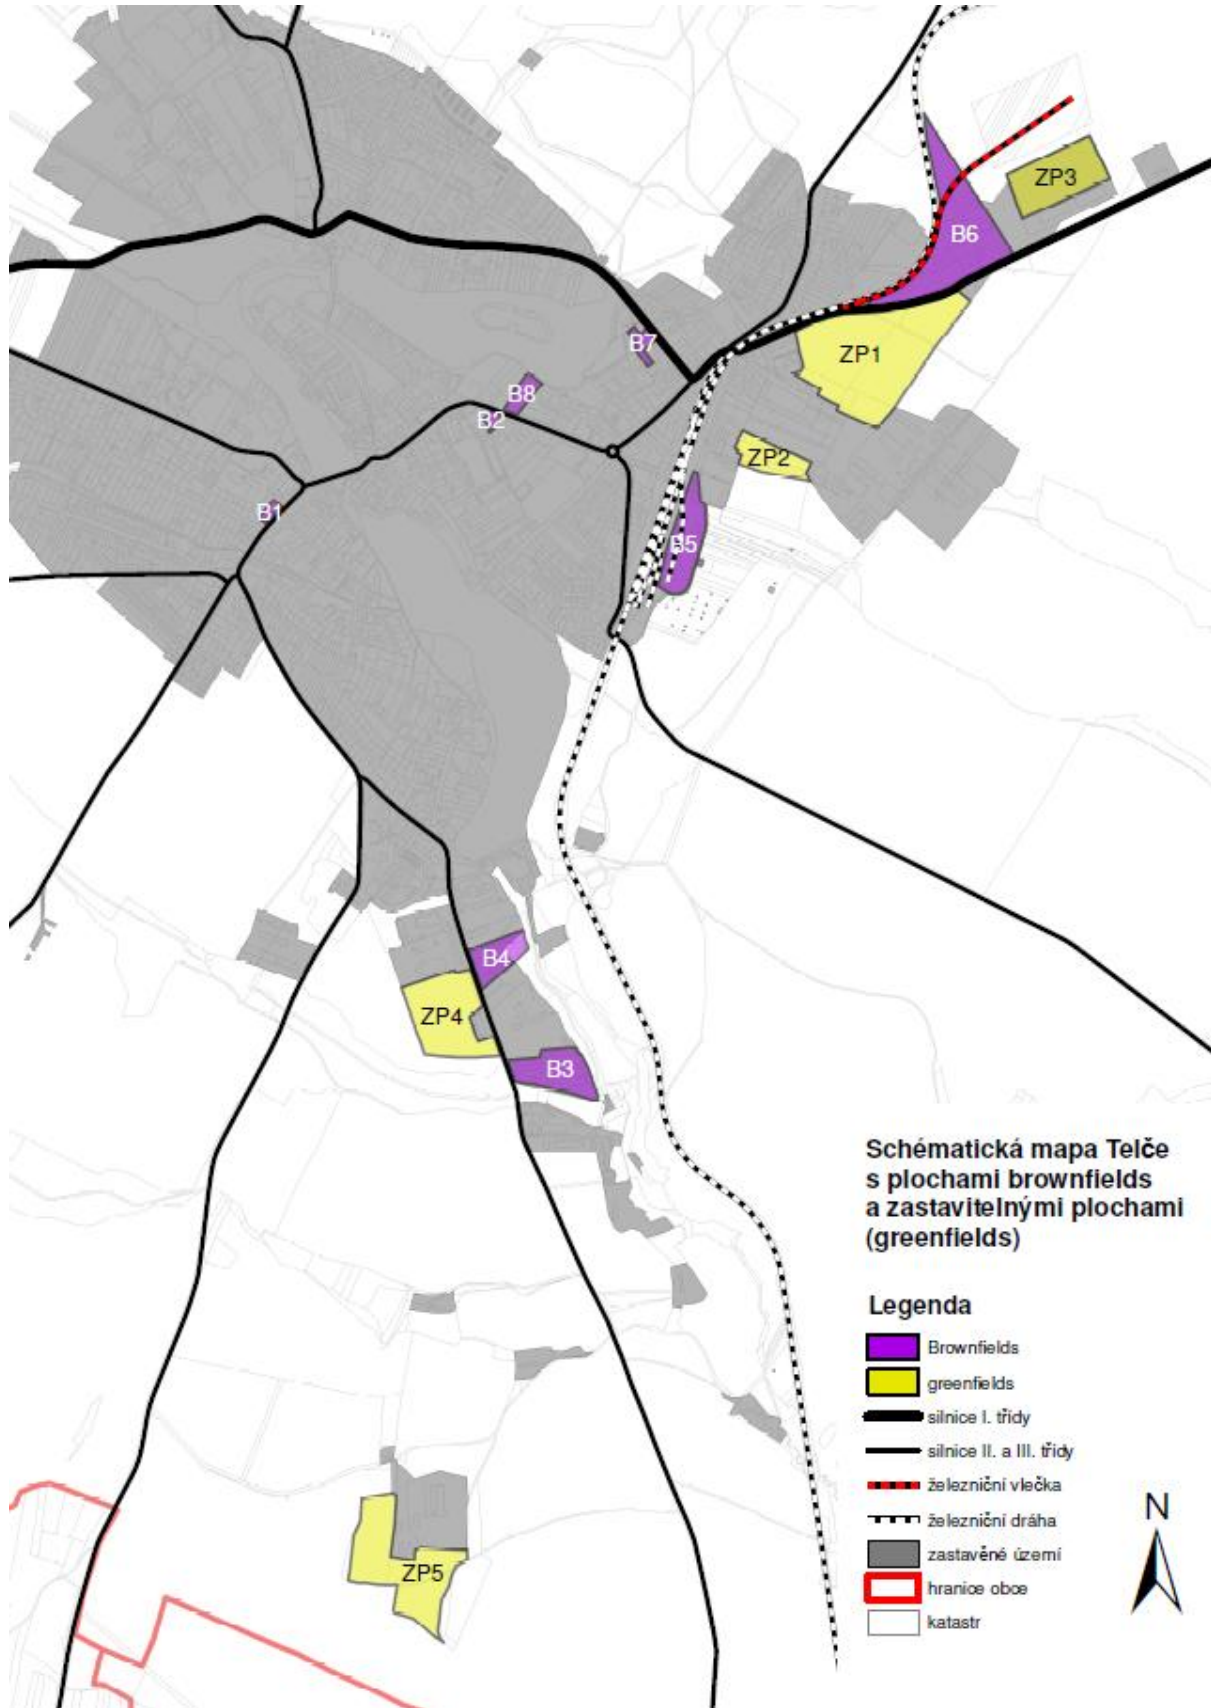 ZP3
B6
B7
ZP1
B8
B2
ZP2
B1
B5
B4
ZP4
B3
Schématická mapa Telče
s plochami brownfields
a zastavitelnými plochami
(greenfields)
Legenda
Brownfields
greenfields
silnice I. třídy
silnice II. a III. třídy
železniční vlečka
železniční dráha
zastavěné území
hranice obce
katastr
N
ZP5